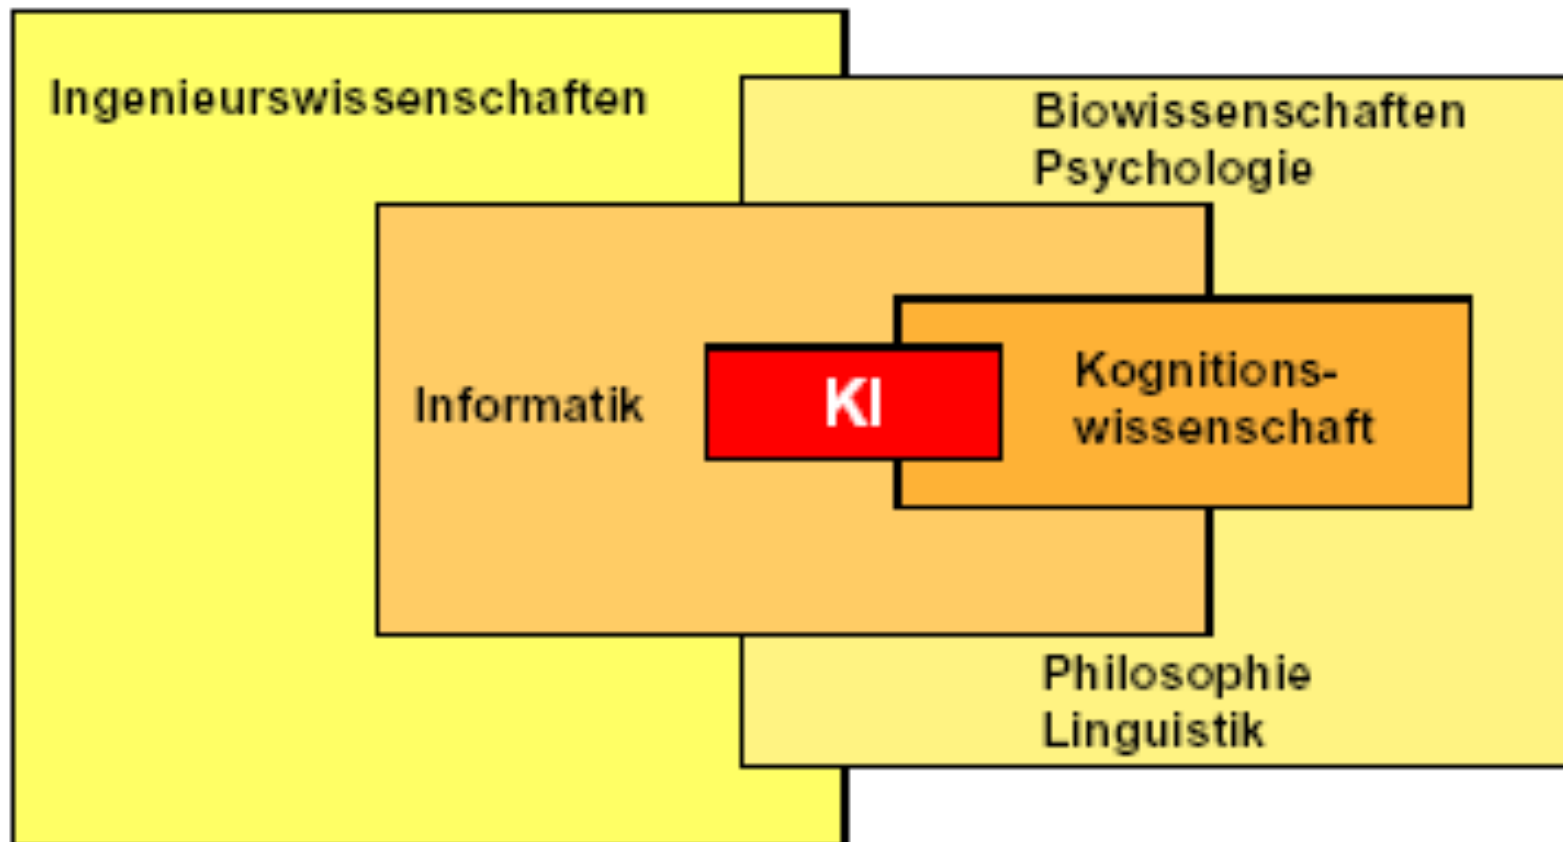 Ingenieurswissenschaften
Biowissenschaften
Psychologie
Informatik
KI
Kognitions-
wissenschaft
Philosophie
Linguistik